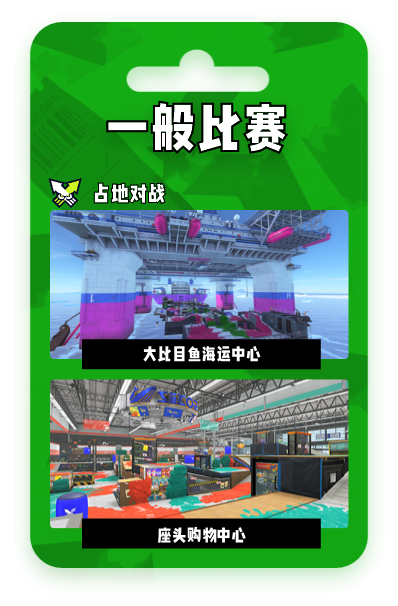 一般比赛
占地对战
大比目鱼海运中心
座头购物中心